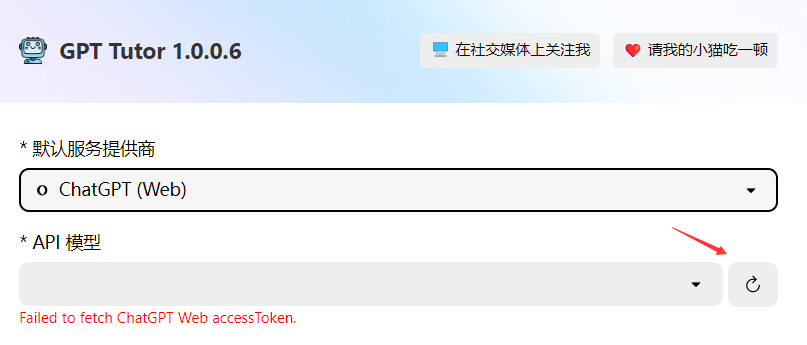 GPT Tutor 1.0.0.6
在社交媒体上关注我
请我的小猫吃一顿
* 默认服务提供商
ChatGPT (Web)
* API 模型
Failed to fetch ChatGPT Web accessToken.